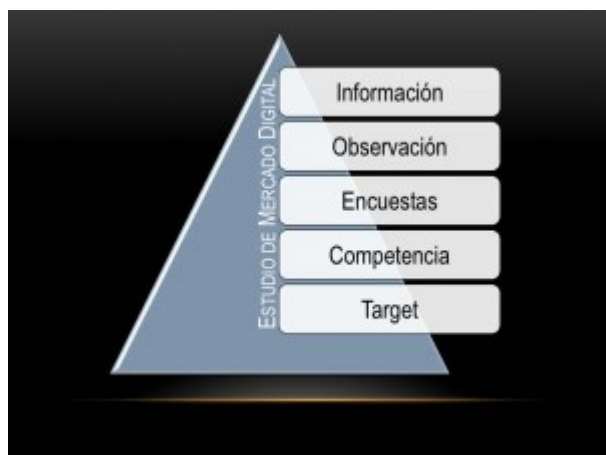 ESTUDIO DE MERCADO DIGITAL
Información
Observación
Encuestas
Competencia
Target